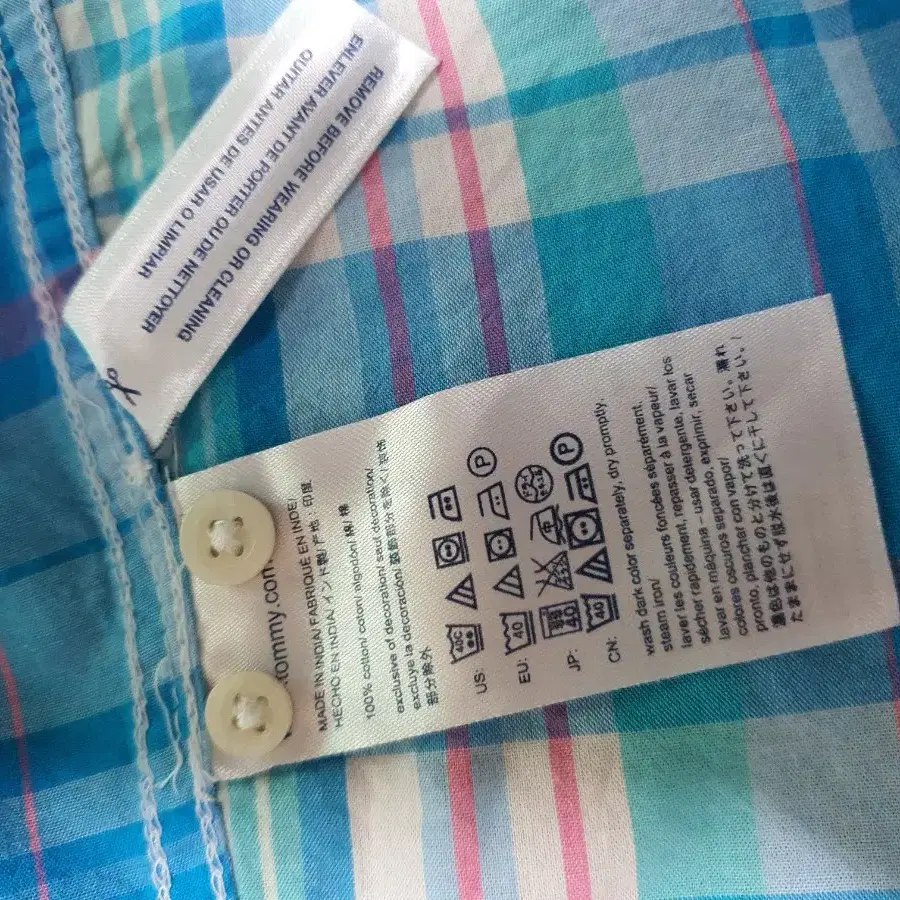 REMOVE BEFORE WEARING OR CLEANING
ENLEVER AVANT DE PORTER OU DE NETTOYER
QUITAR ANTES DE USAR O LIMPIAR
tommy.com
MADE IN INDIA/ FABRIQUÉ EN INDE/
HECHO EN INDIA/ インド製/ 产地：印度
100% cotton/ coton/ algodón/ 綿/ 棉
exclusive of decoration/ sauf décoration/
excluye la decoración/ 装飾部分を除く/ 装饰
部分除外
US: 40C
EU: 40 P
JP: 40
CN: 40 P
wash dark color separately, dry promptly,
steam iron/
laver les couleurs foncées séparément,
sécher rapidement, repasser à la vapeur/
lavar en máquina - usar detergente, lavar los
colores oscuros separado, exprimir, secar
pronto, planchar con vapor/
濃色は他のものと分けて洗って下さい。濡れ
たままにせず脱水後は直ぐに干して下さい。/